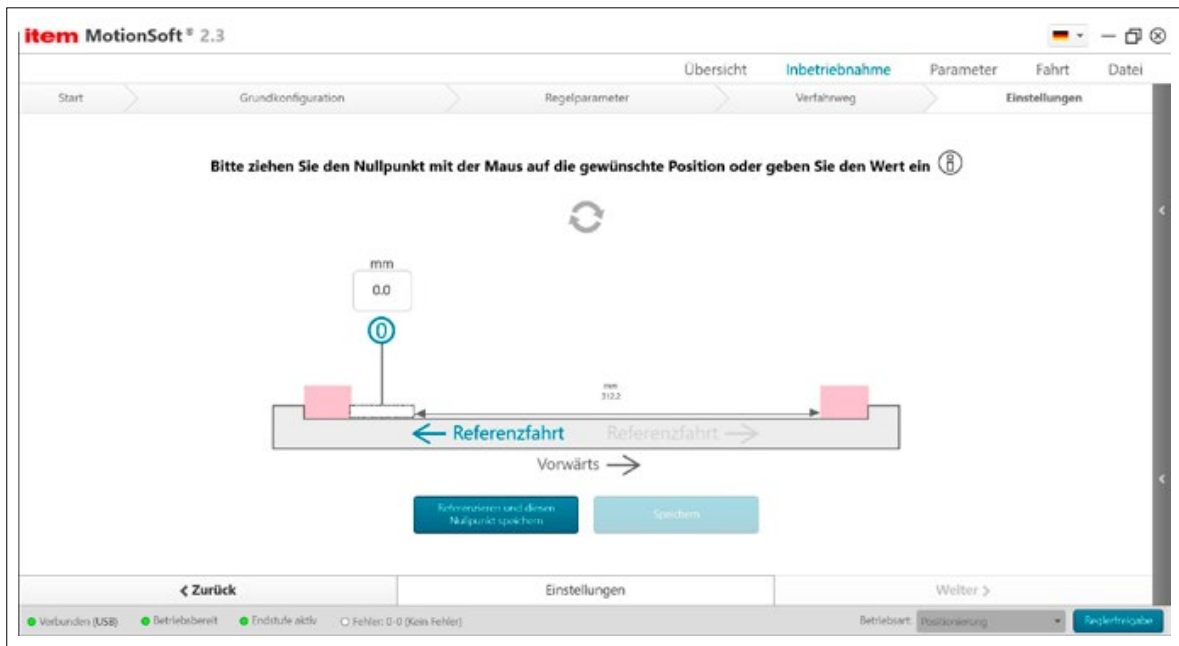 item MotionSoft® 2.3
Übersicht Inbetriebnahme Parameter Fahrt Datei
Start Grundkonfiguration Regelparameter Verfahrweg Einstellungen
Bitte ziehen Sie den Nullpunkt mit der Maus auf die gewünschte Position oder geben Sie den Wert ein
mm
0.0
0
mm
312.2
Referenzfahrt Referenzfahrt
Vorwärts
Referenzieren und diesen
Nullpunkt speichern
Speichern
< Zurück Einstellungen Weiter >
Verbunden (USB) Betriebsbereit Endstufe aktiv Fehler: 0-0 (Kein Fehler) Betriebsart: Positionierung Reglerfreigabe